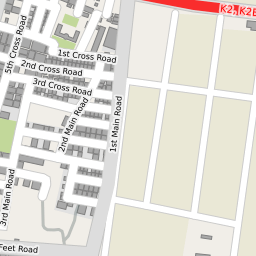 K2, K2E
5th Cross Road
1st Cross Road
2nd Cross Road
3rd Cross Road
2nd Main Road
1st Main Road
3rd Main Road
Feet Road